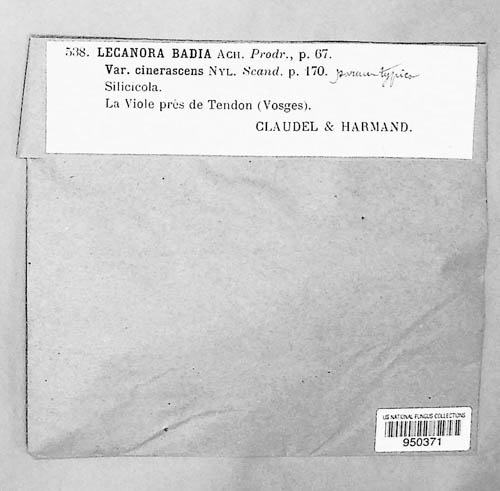 538. LECANORA BADIA Ach. Prodr., p. 67.
Var. cinerascens Nyl. Scand. p. 170.
Silicicola.
La Viole près de Tendon (Vosges).
CLAUDEL & HARMAND.
US NATIONAL FUNGUS COLLECTIONS
950371